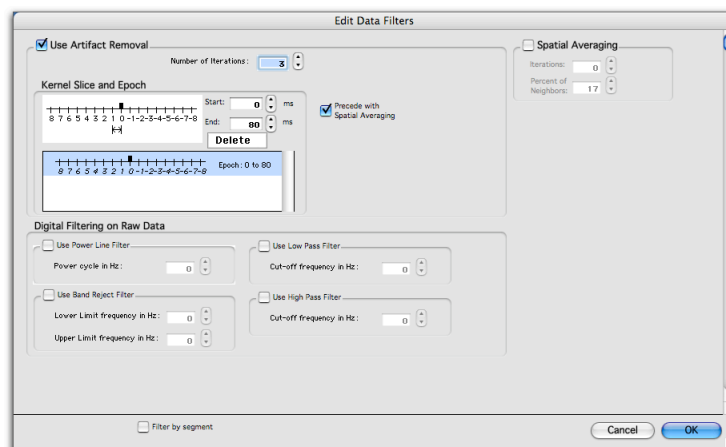 Edit Data Filters
Use Artifact Removal
Number of Iterations: 3
Kernel Slice and Epoch
8 7 6 5 4 3 2 1 0 -1-2-3-4-5-6-7-8
Start: 0 ms
End: 80 ms
Delete
Precede with
Spatial Averaging
8 7 6 5 4 3 2 1 0 -1-2-3-4-5-6-7-8
Epoch: 0 to 80
Spatial Averaging
Iterations: 0
Percent of
Neighbors: 17
Digital Filtering on Raw Data
Use Power Line Filter
Power cycle in Hz: 0
Use Low Pass Filter
Cut-off frequency in Hz: 0
Use Band Reject Filter
Lower Limit frequency in Hz: 0
Upper Limit frequency in Hz: 0
Use High Pass Filter
Cut-off frequency in Hz: 0
Filter by segment
Cancel
OK